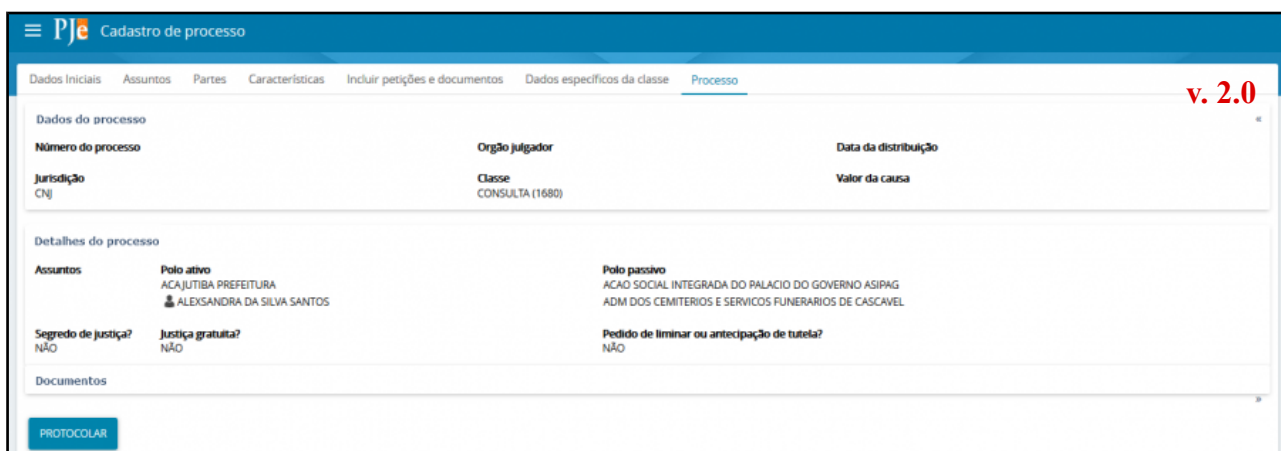 PJe Cadastro de processo
Dados Iniciais Assuntos Partes Características Incluir petições e documentos Dados específicos da classe Processo
v. 2.0
Dados do processo «
Número do processo Orgão julgador Data da distribuição
Jurisdição Classe Valor da causa
CNJ CONSULTA (1680)
Detalhes do processo
Assuntos Polo ativo Polo passivo
ACAJUTIBA PREFEITURA ACAO SOCIAL INTEGRADA DO PALACIO DO GOVERNO ASIPAG
ALEXSANDRA DA SILVA SANTOS ADM DOS CEMITERIOS E SERVICOS FUNERARIOS DE CASCAVEL
Segredo de justiça? Justiça gratuita? Pedido de liminar ou antecipação de tutela?
NÃO NÃO NÃO
Documentos
»
PROTOCOLAR